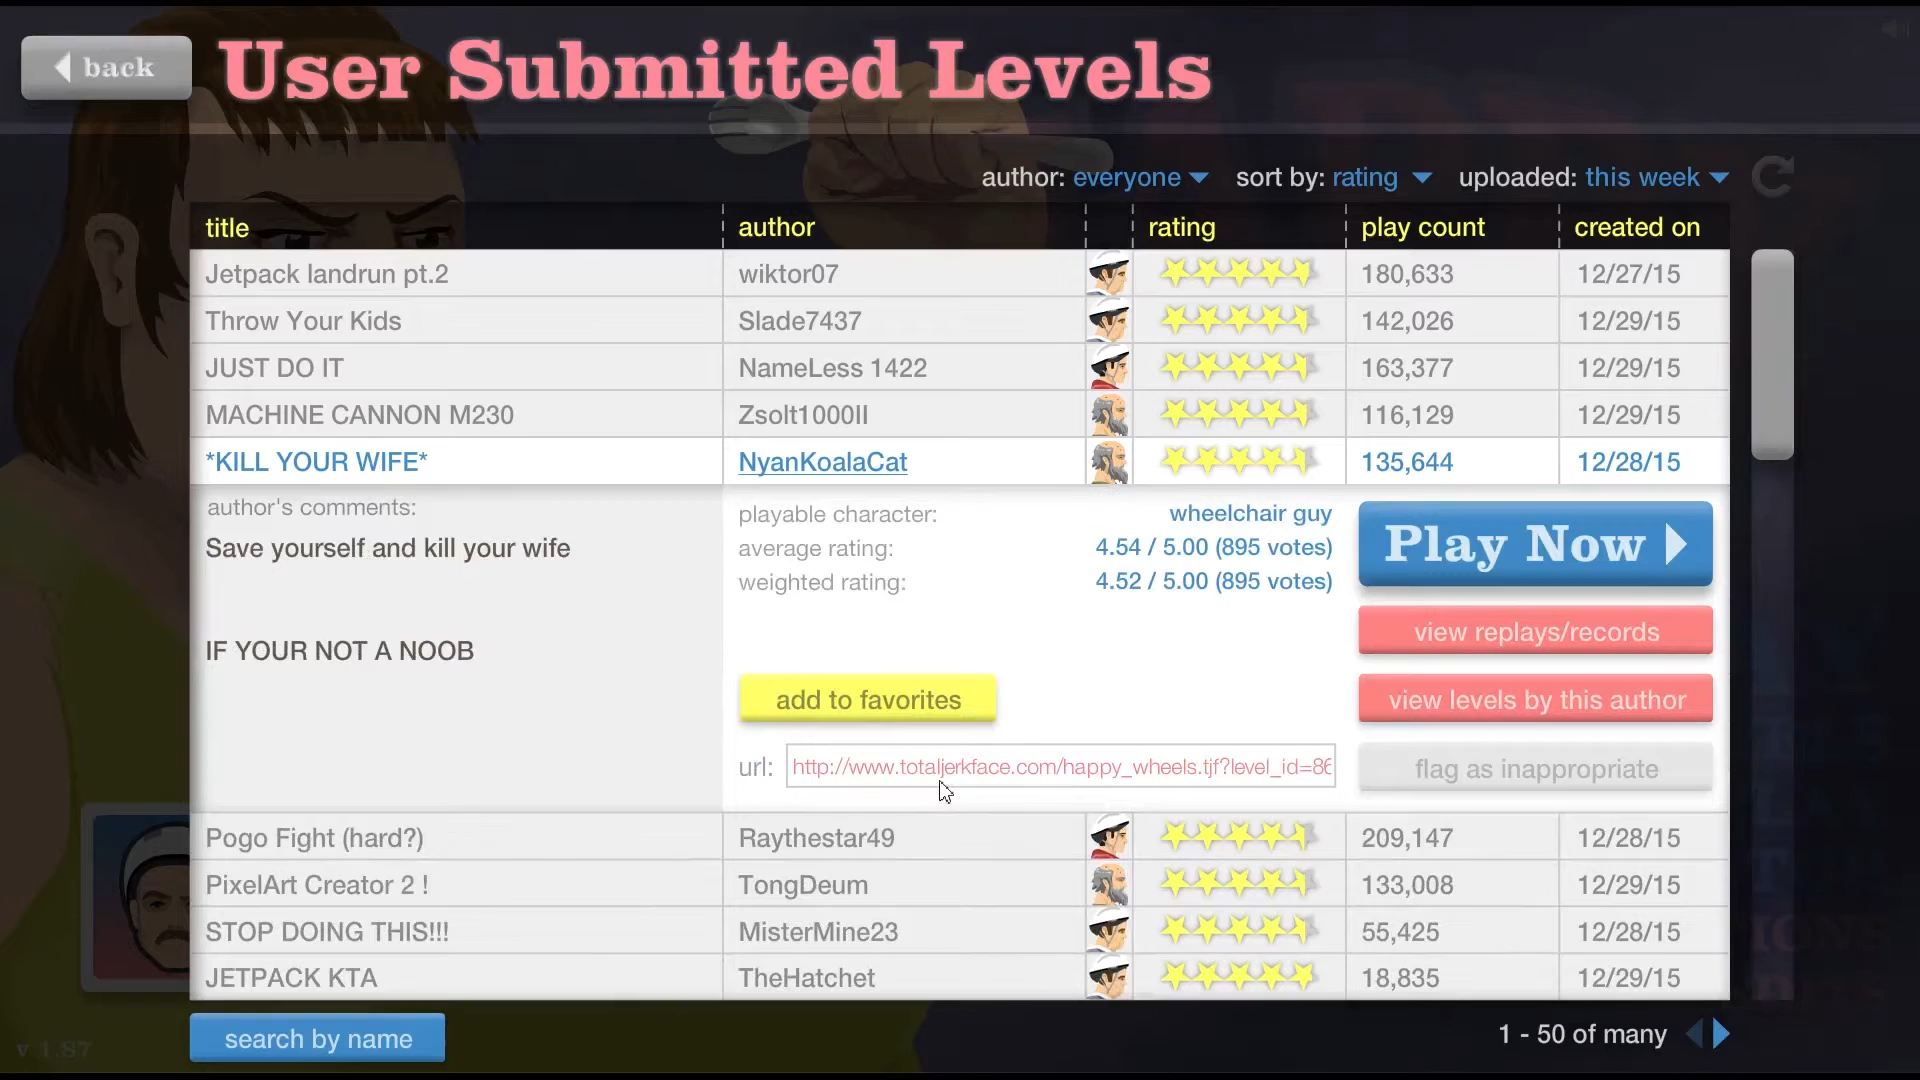 back
User Submitted Levels
author: everyone sort by: rating uploaded: this week
title author rating play count created on
Jetpack landrun pt.2 wiktor07 180,633 12/27/15
Throw Your Kids Slade7437 142,026 12/29/15
JUST DO IT NameLess 1422 163,377 12/29/15
MACHINE CANNON M230 Zsolt1000II 116,129 12/29/15
*KILL YOUR WIFE* NyanKoalaCat 135,644 12/28/15
author's comments:
Save yourself and kill your wife
IF YOUR NOT A NOOB
playable character: wheelchair guy
average rating: 4.54 / 5.00 (895 votes)
weighted rating: 4.52 / 5.00 (895 votes)
add to favorites
url: http://www.totaljerkface.com/happy_wheels.tjf?level_id=86
Play Now
view replays/records
view levels by this author
flag as inappropriate
Pogo Fight (hard?) Raythestar49 209,147 12/28/15
PixelArt Creator 2 ! TongDeum 133,008 12/29/15
STOP DOING THIS!!! MisterMine23 55,425 12/28/15
JETPACK KTA TheHatchet 18,835 12/29/15
search by name
1 - 50 of many
v 1.87